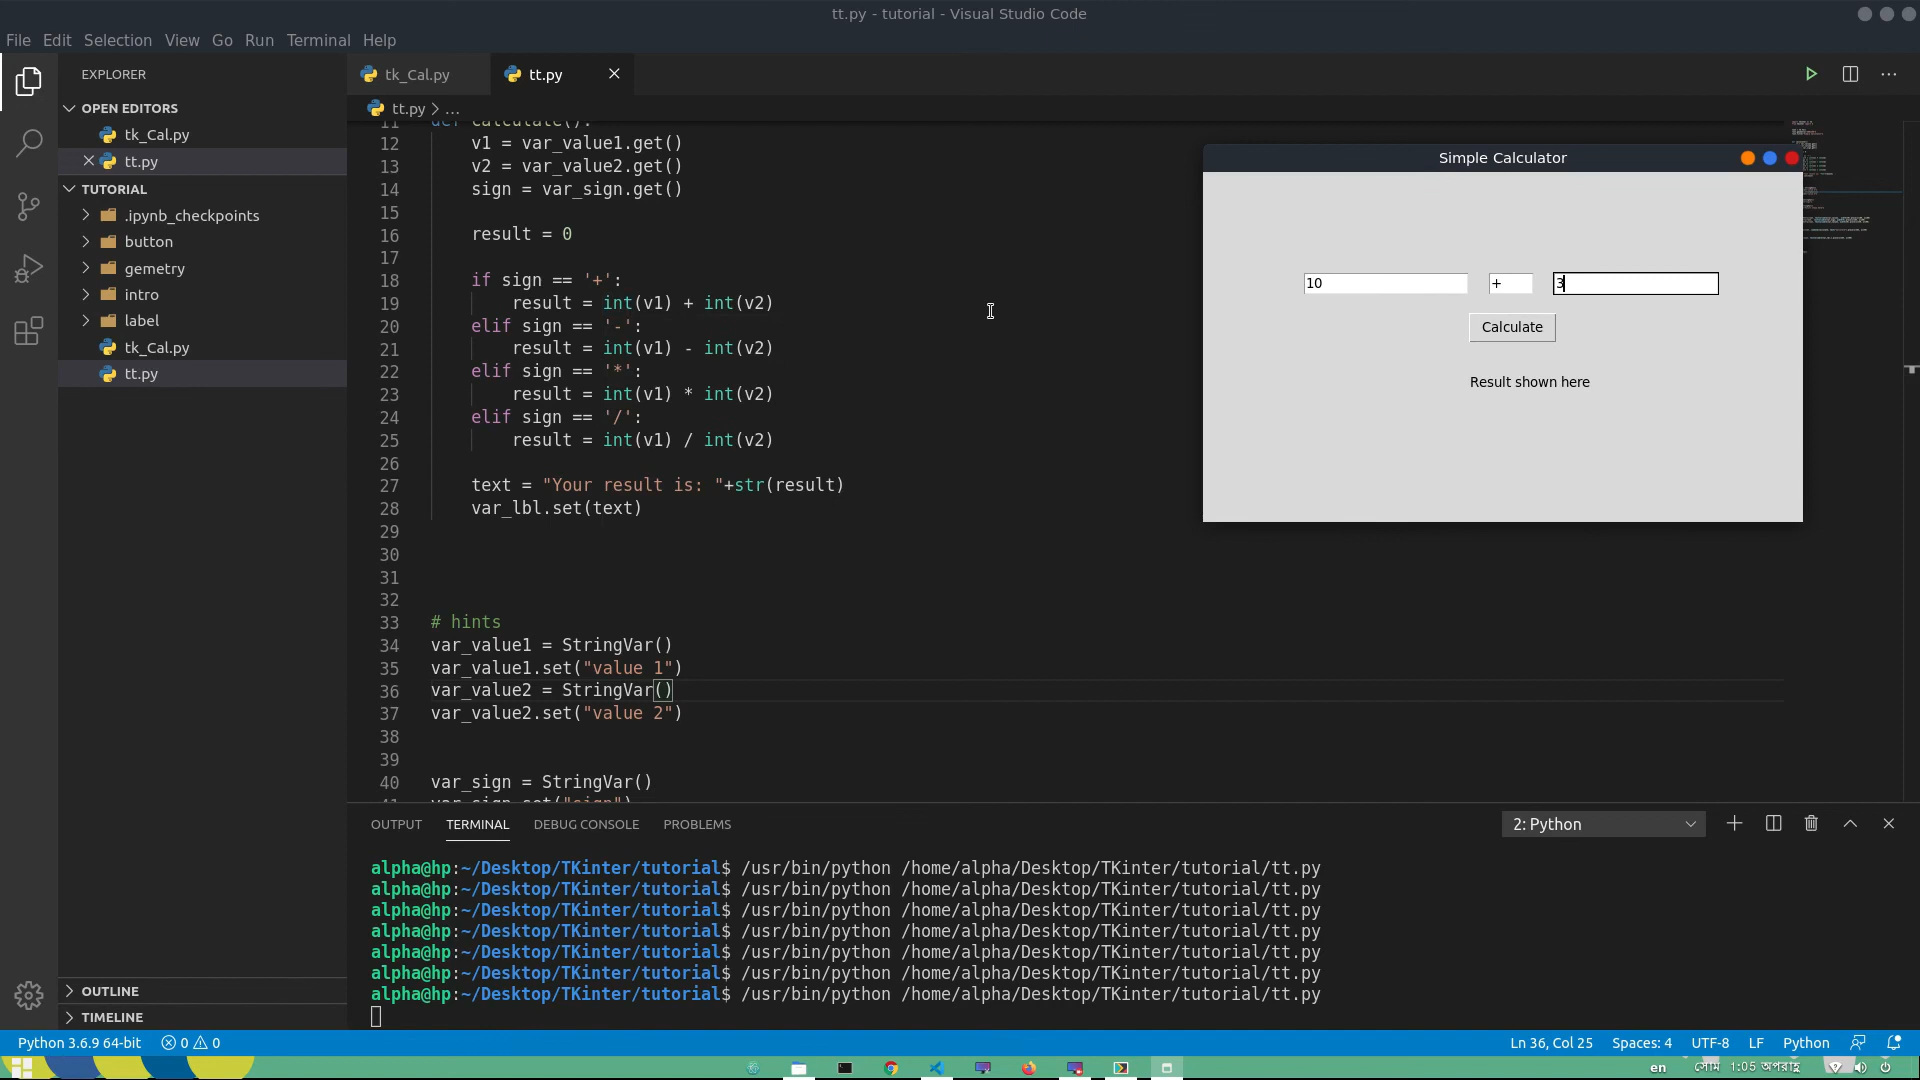 tt.py - tutorial - Visual Studio Code
File Edit Selection View Go Run Terminal Help
EXPLORER
OPEN EDITORS
tk_Cal.py
tt.py
TUTORIAL
.ipynb_checkpoints
button
gemetry
intro
label
tk_Cal.py
tt.py
OUTLINE
TIMELINE
tk_Cal.py tt.py
tt.py > ...
11 def calculate():
12 v1 = var_value1.get()
13 v2 = var_value2.get()
14 sign = var_sign.get()
15
16 result = 0
17
18 if sign == '+':
19 result = int(v1) + int(v2)
20 elif sign == '-':
21 result = int(v1) - int(v2)
22 elif sign == '*':
23 result = int(v1) * int(v2)
24 elif sign == '/':
25 result = int(v1) / int(v2)
26
27 text = "Your result is: "+str(result)
28 var_lbl.set(text)
29
30
31
32
33 # hints
34 var_value1 = StringVar()
35 var_value1.set("value 1")
36 var_value2 = StringVar()
37 var_value2.set("value 2")
38
39
40 var_sign = StringVar()
41 var_sign.set("sign")
Simple Calculator
10 + 3
Calculate
Result shown here
OUTPUT TERMINAL DEBUG CONSOLE PROBLEMS
2: Python
alpha@hp:~/Desktop/TKinter/tutorial$ /usr/bin/python /home/alpha/Desktop/TKinter/tutorial/tt.py
alpha@hp:~/Desktop/TKinter/tutorial$ /usr/bin/python /home/alpha/Desktop/TKinter/tutorial/tt.py
alpha@hp:~/Desktop/TKinter/tutorial$ /usr/bin/python /home/alpha/Desktop/TKinter/tutorial/tt.py
alpha@hp:~/Desktop/TKinter/tutorial$ /usr/bin/python /home/alpha/Desktop/TKinter/tutorial/tt.py
alpha@hp:~/Desktop/TKinter/tutorial$ /usr/bin/python /home/alpha/Desktop/TKinter/tutorial/tt.py
alpha@hp:~/Desktop/TKinter/tutorial$ /usr/bin/python /home/alpha/Desktop/TKinter/tutorial/tt.py
alpha@hp:~/Desktop/TKinter/tutorial$ /usr/bin/python /home/alpha/Desktop/TKinter/tutorial/tt.py
Python 3.6.9 64-bit 0 0 Ln 36, Col 25 Spaces: 4 UTF-8 LF Python
en সোম 1:05 অপরাহ্ণ